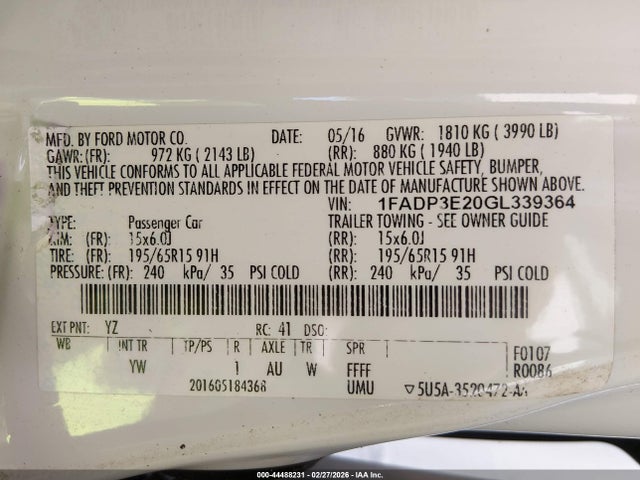 MFD. BY FORD MOTOR CO. DATE: 05/16 GVWR: 1810 KG ( 3990 LB)
GAWR:(FR): 972 KG ( 2143 LB) (RR): 880 KG ( 1940 LB)
THIS VEHICLE CONFORMS TO ALL APPLICABLE FEDERAL MOTOR VEHICLE SAFETY, BUMPER,
AND THEFT PREVENTION STANDARDS IN EFFECT ON THE DATE OF MANUFACTURE SHOWN ABOVE.
VIN: 1FADP3E20GL339364
TYPE: Passenger Car TRAILER TOWING - SEE OWNER GUIDE
RIM: (FR): 15x6.0J (RR): 15x6.0J
TIRE: (FR): 195/65R15 91H (RR): 195/65R15 91H
PRESSURE: (FR): 240 kPa/ 35 PSI COLD (RR): 240 kPa/ 35 PSI COLD
EXT PNT: YZ RC: 41 DSO:
WB INT TR TP/PS R AXLE TR SPR F0107
YW 1 AU W FFFF R0086
201605184368 UMU 5U5A-3520472-AA
000-44488231 - 02/27/2026 - IAA Inc.